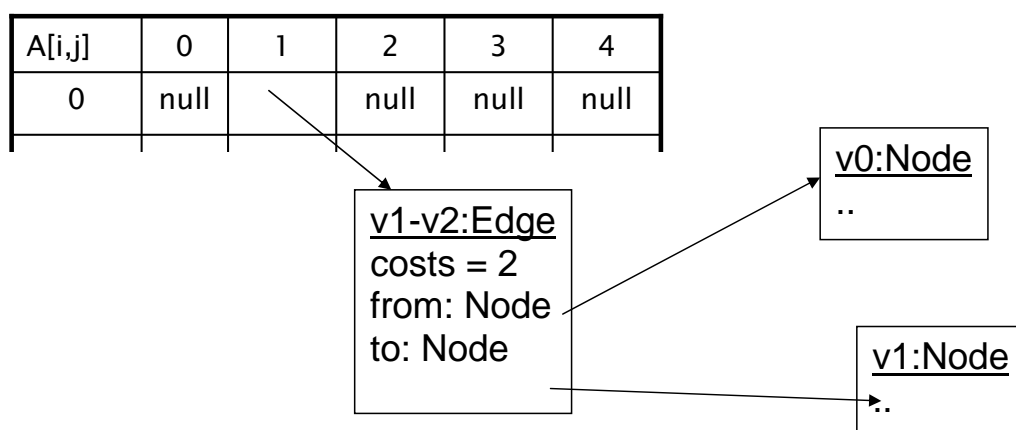 A[i,j] 0 1 2 3 4
0 null null null null
v0:Node
..
v1-v2:Edge
costs = 2
from: Node
to: Node
v1:Node
..